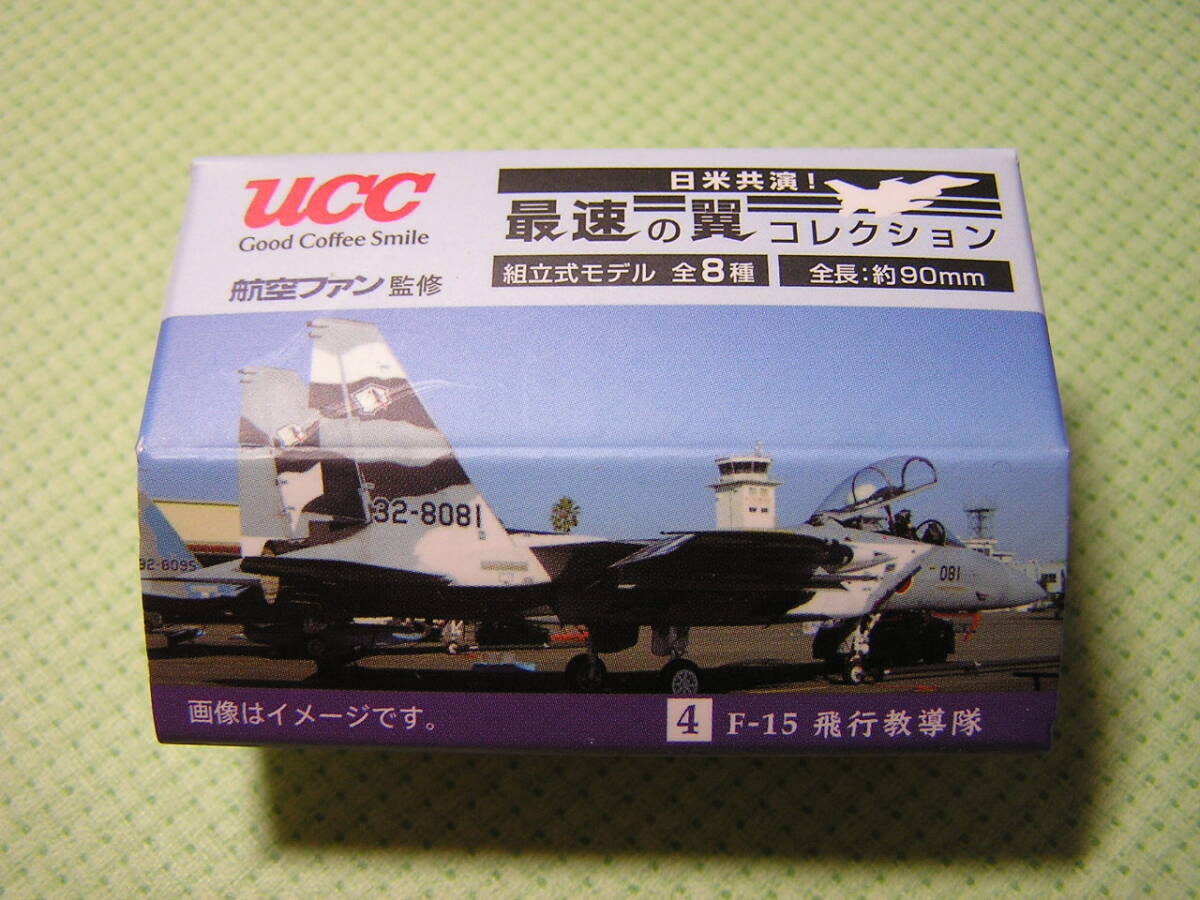 ucc
Good Coffee Smile
航空ファン 監修
日米共演!
最速の翼コレクション
組立式モデル 全8種
全長:約90mm
32-8081
92-8095
081
画像はイメージです。
4 F-15 飛行教導隊